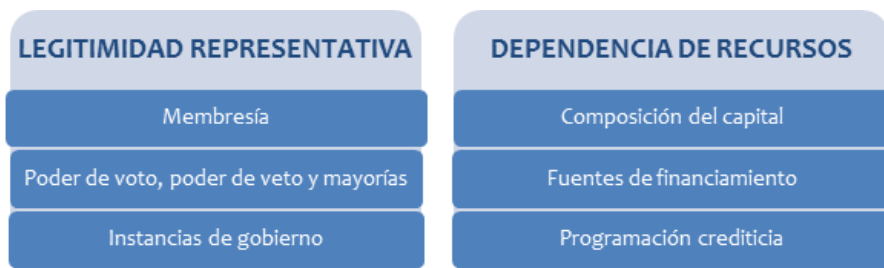 LEGITIMIDAD REPRESENTATIVA
Membresía
Poder de voto, poder de veto y mayorías
Instancias de gobierno
DEPENDENCIA DE RECURSOS
Composición del capital
Fuentes de financiamiento
Programación crediticia